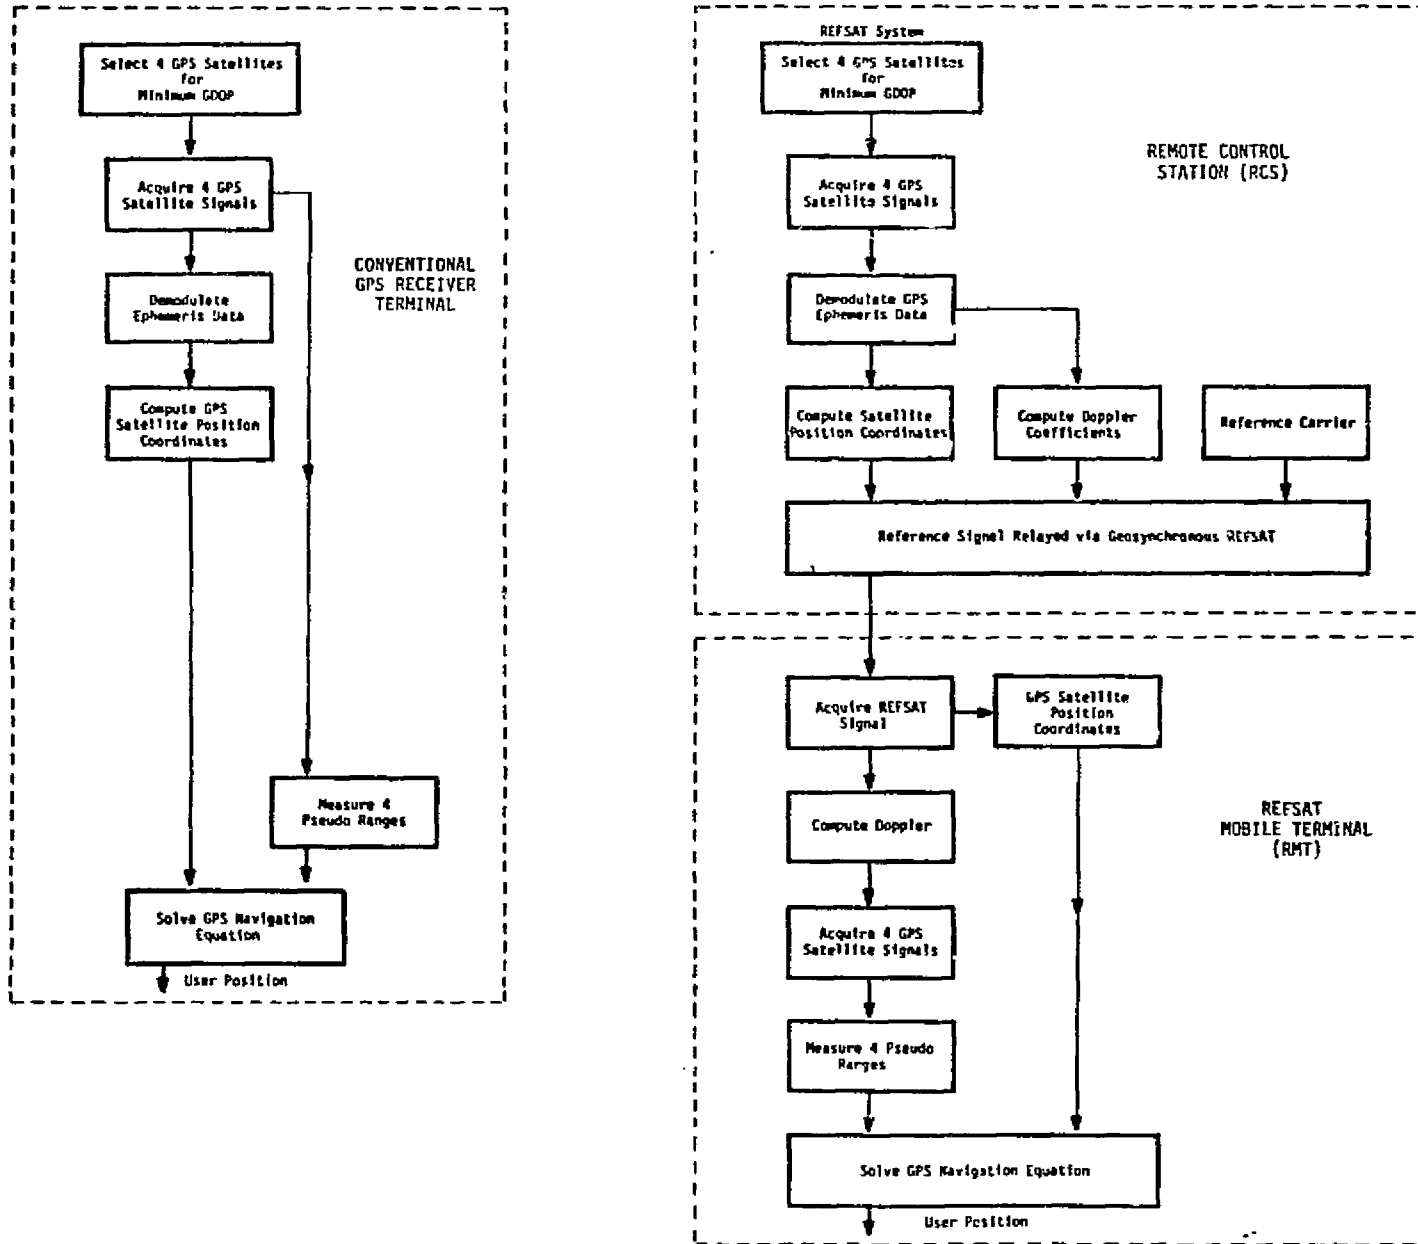 Select 4 GPS Satellites
for
Minimum GDOP
Acquire 4 GPS
Satellite Signals
CONVENTIONAL
GPS RECEIVER
TERMINAL
Demodulate
Ephemeris Data
Compute GPS
Satellite Position
Coordinates
Measure 4
Pseudo Ranges
Solve GPS Navigation
Equation
User Position
REFSAT System
Select 4 GPS Satellites
for
Minimum GDOP
REMOTE CONTROL
STATION (RCS)
Acquire 4 GPS
Satellite Signals
Demodulate GPS
Ephemeris Data
Compute Satellite
Position Coordinates
Compute Doppler
Coefficients
Reference Carrier
Reference Signal Relayed via Geosynchronous REFSAT
Acquire REFSAT
Signal
GPS Satellite
Position
Coordinates
Compute Doppler
REFSAT
MOBILE TERMINAL
(RMT)
Acquire 4 GPS
Satellite Signals
Measure 4 Pseudo
Ranges
Solve GPS Navigation Equation
User Position